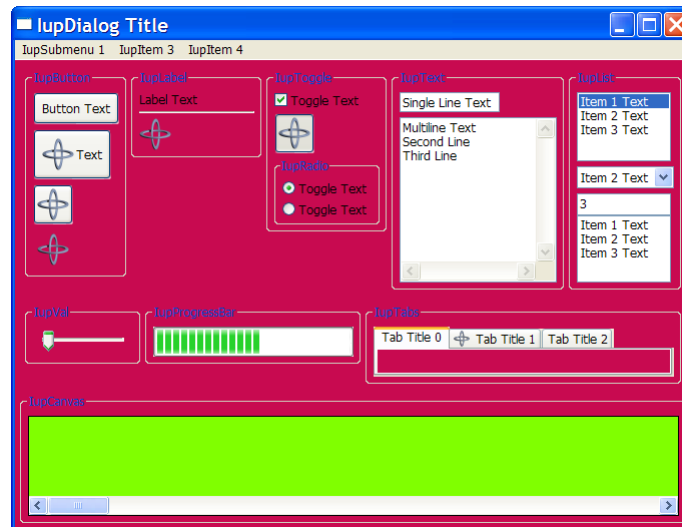 IupDialog Title
IupSubmenu 1 IupItem 3 IupItem 4
IupButton
Button Text
Text
IupLabel
Label Text
IupToggle
Toggle Text
IupRadio
Toggle Text
Toggle Text
IupText
Single Line Text
Multiline Text
Second Line
Third Line
IupList
Item 1 Text
Item 2 Text
Item 3 Text
Item 2 Text
3
Item 1 Text
Item 2 Text
Item 3 Text
IupVal
IupProgressBar
IupTabs
Tab Title 0 Tab Title 1 Tab Title 2
IupCanvas